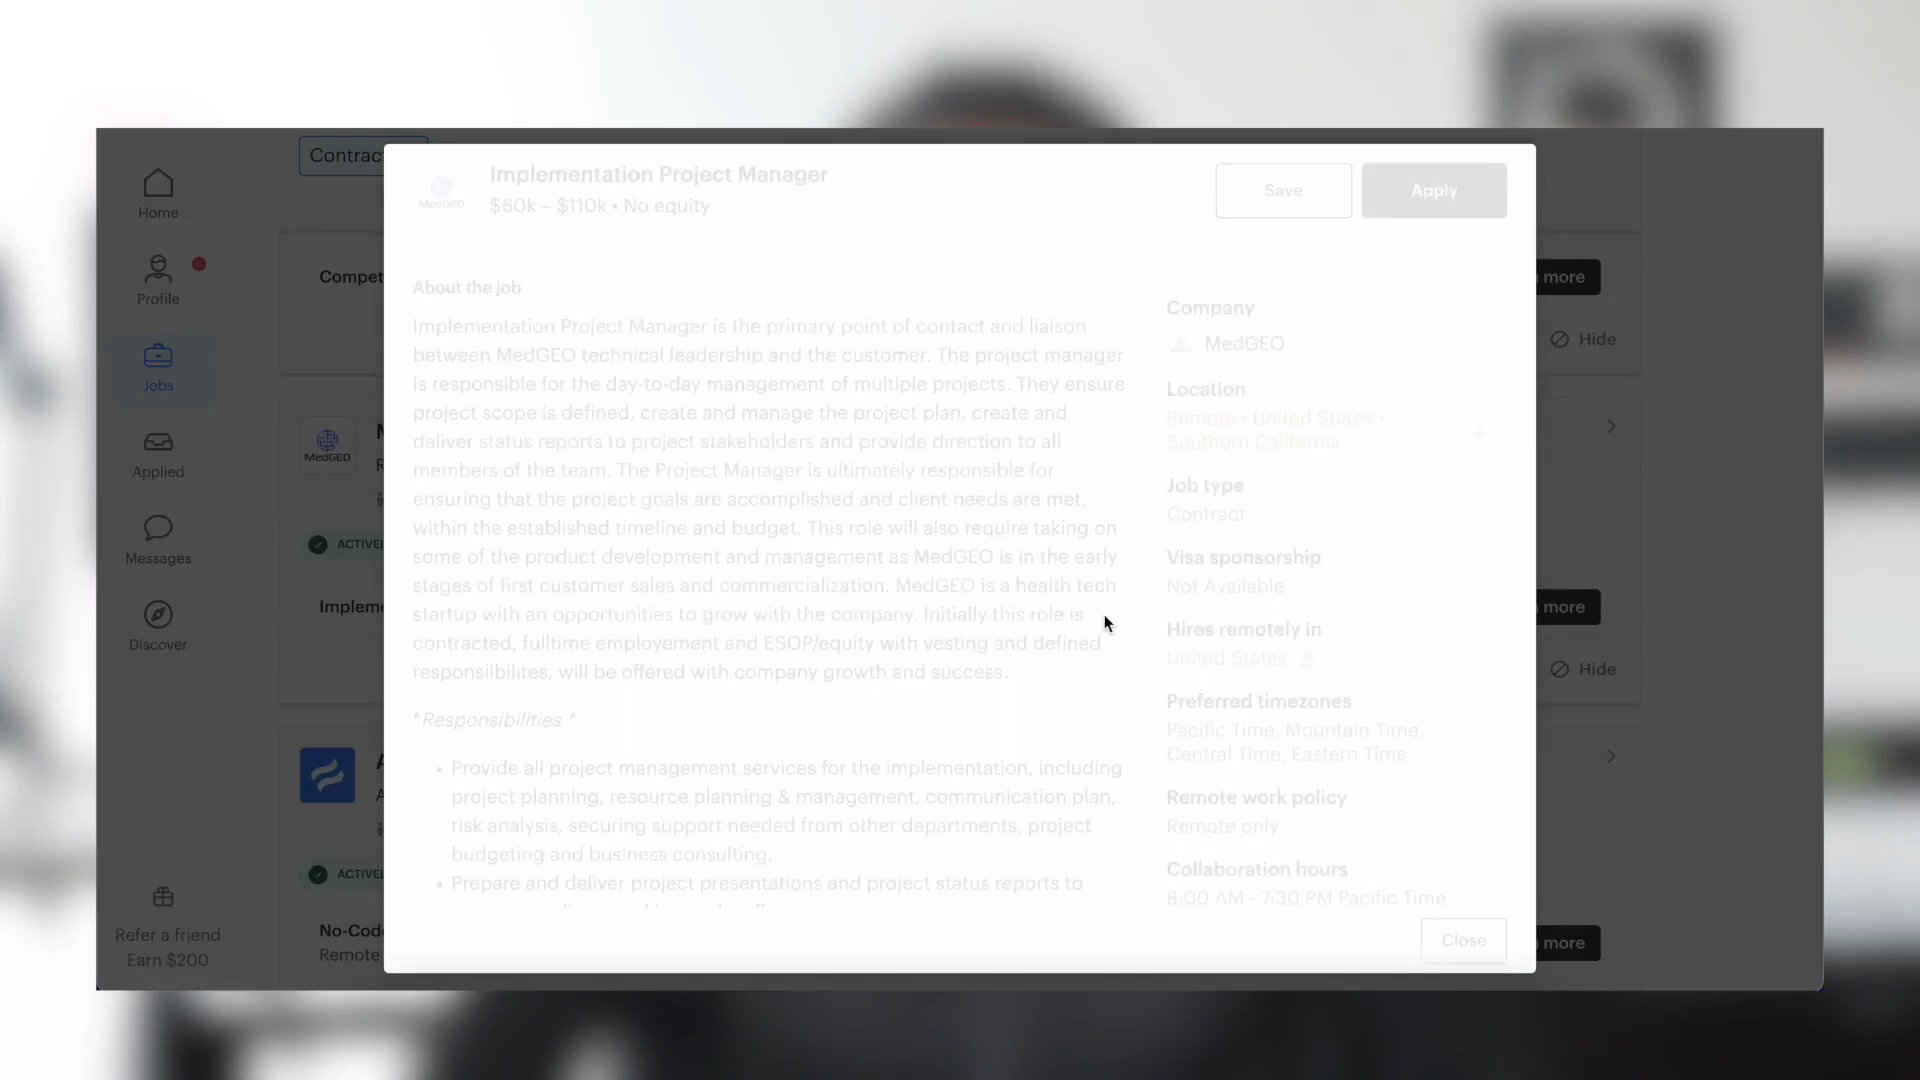 Contrac
Home
Profile
Jobs
Applied
Messages
Discover
Refer a friend
Earn $200
Compet
MedGEO
ACTIVEL
Impleme
ACTIVEL
No-Code
Remote
MedGEO
Implementation Project Manager
$60k – $110k • No equity
Save
Apply
About the job
Implementation Project Manager is the primary point of contact and liaison
between MedGEO technical leadership and the customer. The project manager
is responsible for the day-to-day management of multiple projects. They ensure
project scope is defined, create and manage the project plan, create and
deliver status reports to project stakeholders and provide direction to all
members of the team. The Project Manager is ultimately responsible for
ensuring that the project goals are accomplished and client needs are met,
within the established timeline and budget. This role will also require taking on
some of the product development and management as MedGEO is in the early
stages of first customer sales and commercialization. MedGEO is a health tech
startup with an opportunities to grow with the company. Initially this role is
contracted, fulltime employement and ESOP/equity with vesting and defined
responsibilites, will be offered with company growth and success.
*Responsibilities *
• Provide all project management services for the implementation, including
project planning, resource planning & management, communication plan,
risk analysis, securing support needed from other departments, project
budgeting and business consulting.
• Prepare and deliver project presentations and project status reports to
Company
MedGEO
Location
Remote • United States •
Southern California
Job type
Contract
Visa sponsorship
Not Available
Hires remotely in
United States
Preferred timezones
Pacific Time, Mountain Time,
Central Time, Eastern Time
Remote work policy
Remote only
Collaboration hours
8:00 AM - 7:30 PM Pacific Time
Close
more
Hide
more
Hide
more